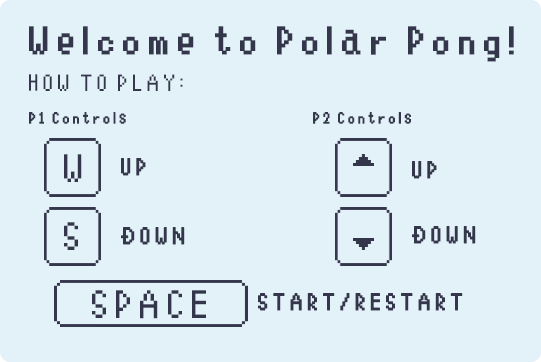 Welcome to Polar Pong!
HOW TO PLAY:
P1 Controls P2 Controls
W UP UP
S DOWN DOWN
SPACE START/RESTART